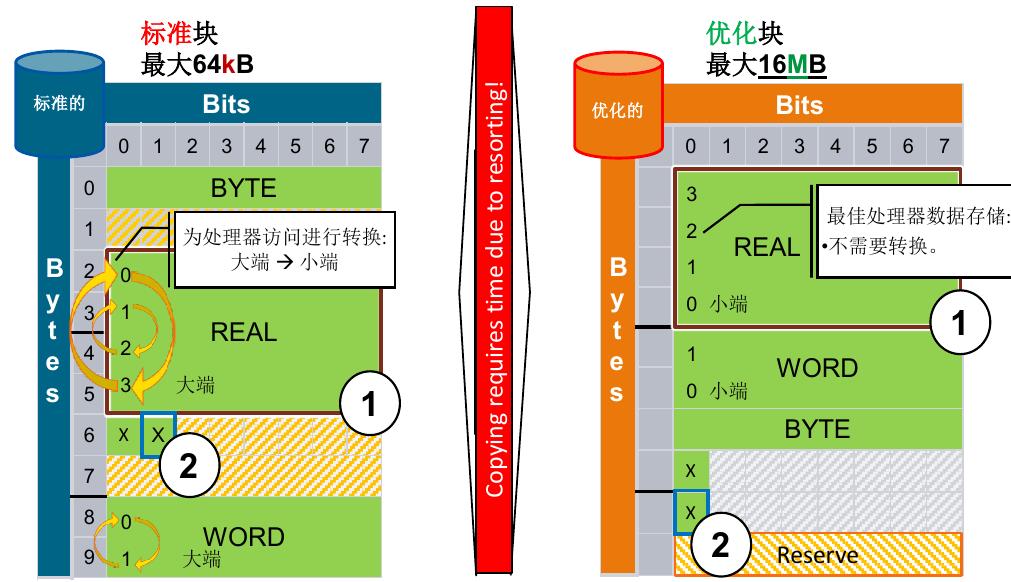 标准块
最大64kB
标准的
Bits
0 1 2 3 4 5 6 7
Bytes
0 BYTE
1
为处理器访问进行转换:
大端 → 小端
2 0
3 1
REAL
4 2
5 3 大端
1
6 X X
2
7
8 0
WORD
9 1 大端
Copying requires time due to resorting!
优化块
最大16MB
优化的
Bits
0 1 2 3 4 5 6 7
Bytes
3
最佳处理器数据存储:
2
REAL
•不需要转换。
1
0 小端
1
1
WORD
0 小端
BYTE
X
X
2
Reserve